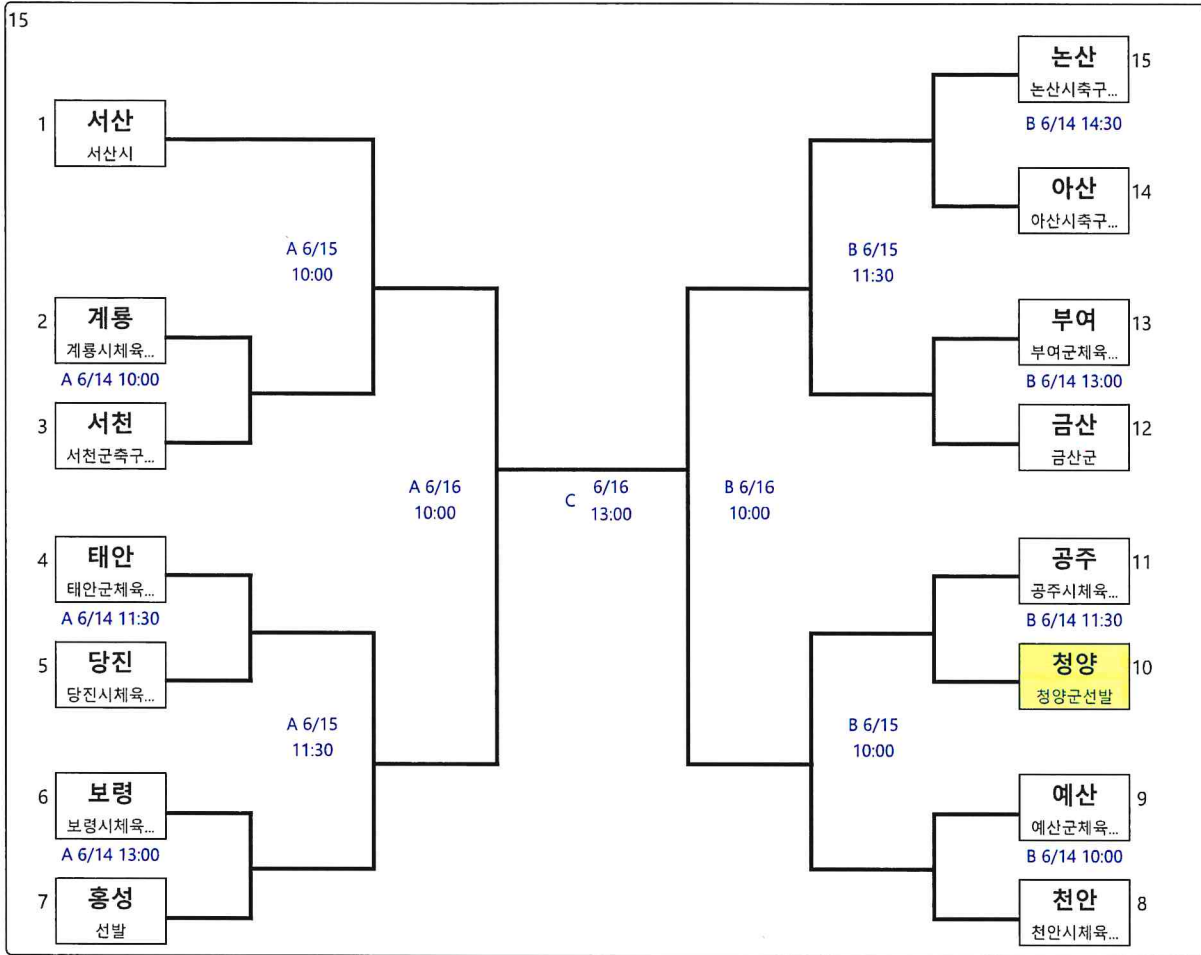 15
1
서산
서산시
A 6/15
10:00
2
계룡
계룡시체육...
A 6/14 10:00
3
서천
서천군축구...
4
태안
태안군체육...
A 6/14 11:30
5
당진
당진시체육...
A 6/15
11:30
6
보령
보령시체육...
A 6/14 13:00
7
홍성
선발
A 6/16
10:00
C
6/16
13:00
B 6/16
10:00
논산
15
논산시축구...
B 6/14 14:30
아산
14
아산시축구...
B 6/15
11:30
부여
13
부여군체육...
B 6/14 13:00
금산
12
금산군
공주
11
공주시체육...
B 6/14 11:30
청양
10
청양군선발
B 6/15
10:00
예산
9
예산군체육...
B 6/14 10:00
천안
8
천안시체육...